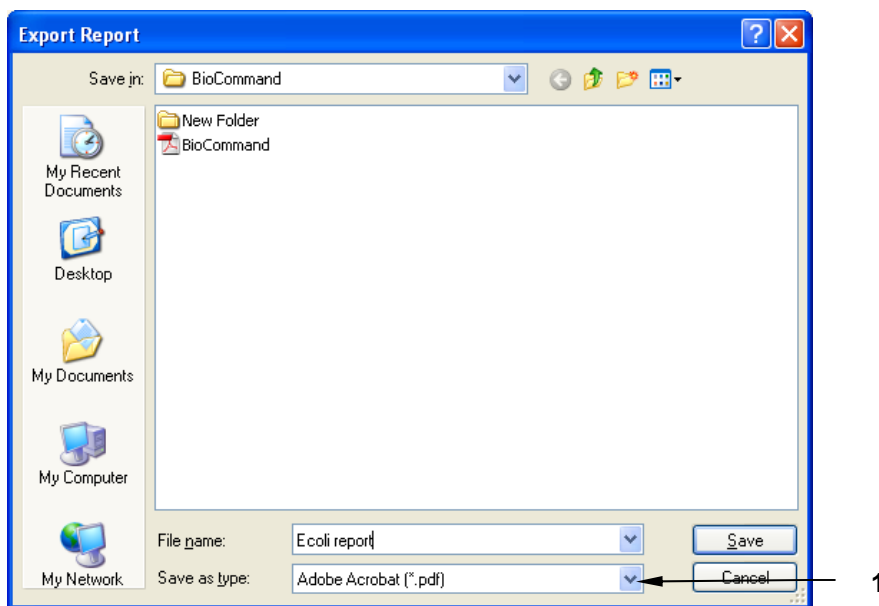 Export Report
Save in: BioCommand
New Folder
BioCommand
My Recent
Documents
Desktop
My Documents
My Computer
My Network
File name: Ecoli report Save
Save as type: Adobe Acrobat (*.pdf) Cancel
1